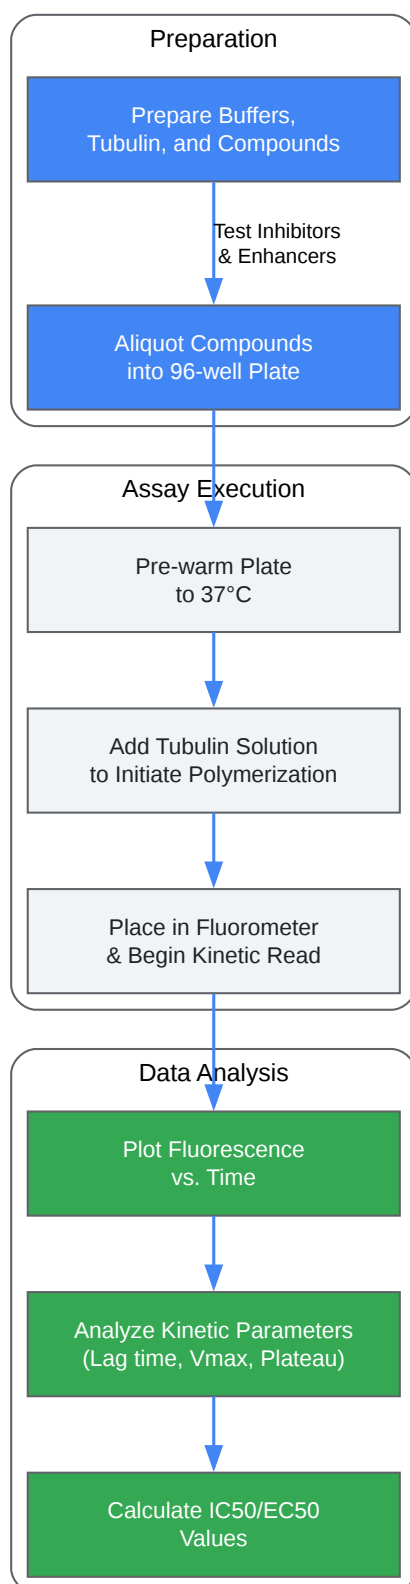 Preparation
Prepare Buffers,
Tubulin, and Compounds
Test Inhibitors
& Enhancers
Aliquot Compounds
into 96-well Plate
Assay Execution
Pre-warm Plate
to 37°C
Add Tubulin Solution
to Initiate Polymerization
Place in Fluorometer
& Begin Kinetic Read
Data Analysis
Plot Fluorescence
vs. Time
Analyze Kinetic Parameters
(Lag time, Vmax, Plateau)
Calculate IC50/EC50
Values